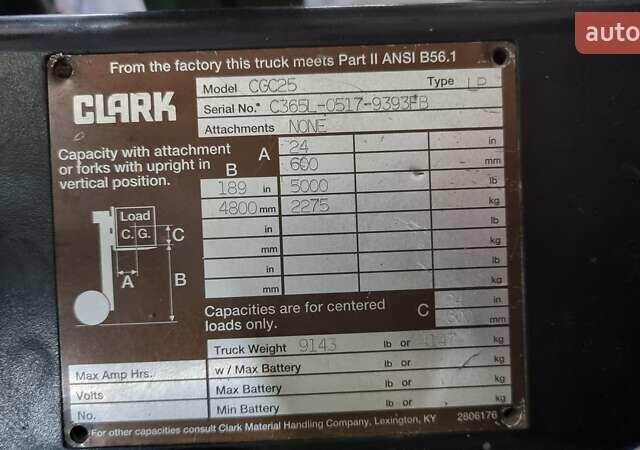 auto
From the factory this truck meets Part II ANSI B56.1
CLARK
Model CGC25 Type LP
Serial No. C365L-0517-9393FB
Attachments NONE
Capacity with attachment
or forks with upright in
vertical position.
A 24 in
600 mm
B
189 in 5000 lb
4800 mm 2275 kg
in lb
mm kg
in lb
mm kg
Load
C. G.
C
B
A
Capacities are for centered
loads only.
C in
mm
Truck Weight 9143 lb or kg
Max Amp Hrs. w / Max Battery lb or kg
Volts Max Battery lb or kg
No. Min Battery lb or kg
For other capacities consult Clark Material Handling Company, Lexington, KY 2806176